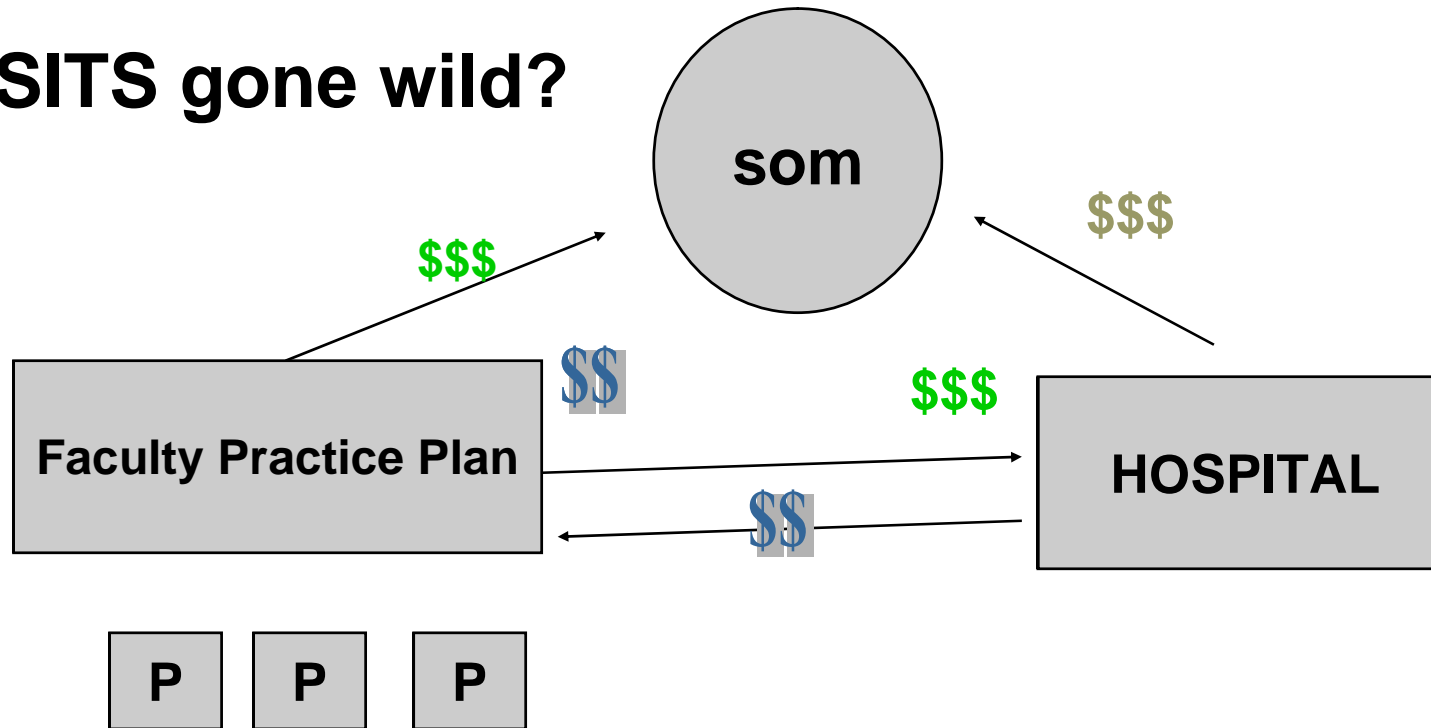 SITS gone wild?
som
$$$
$$$
$$
$$$
Faculty Practice Plan
HOSPITAL
$$
P P P